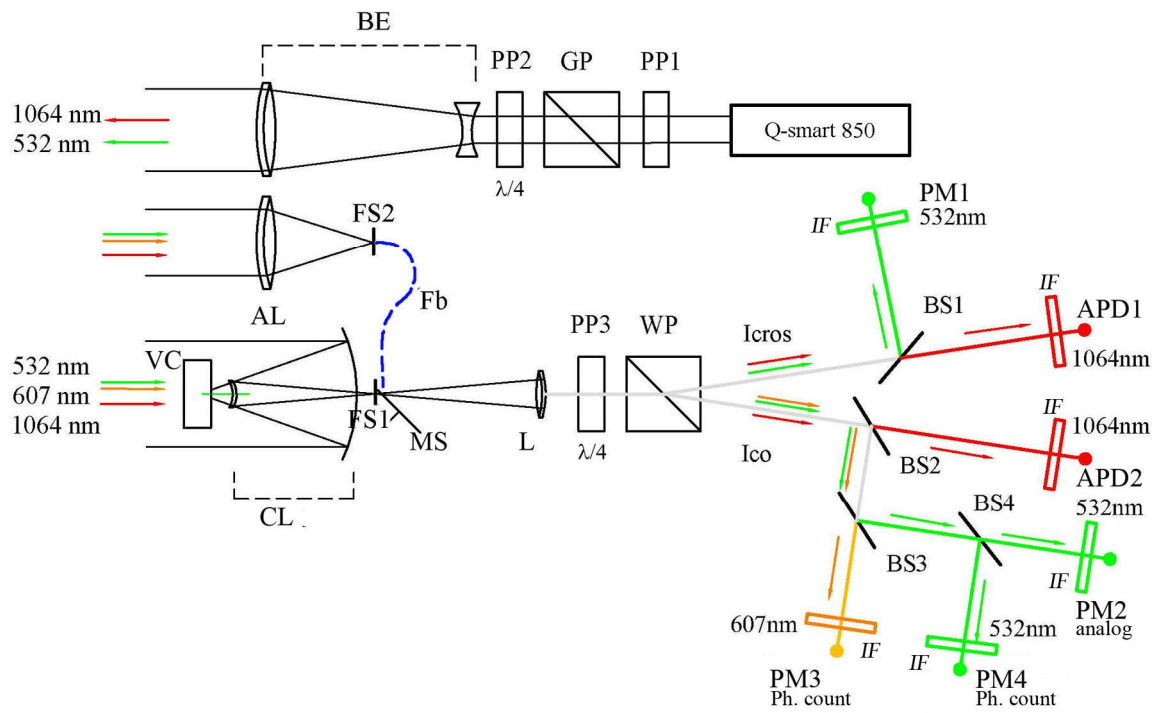 BE
PP2
GP
PP1
1064 nm
532 nm
Q-smart 850
λ/4
FS2
PM1
532nm
IF
Fb
AL
BS1
IF
APD1
1064nm
PP3
WP
Icros
VC
532 nm
607 nm
1064 nm
FS1
MS
L
λ/4
Ico
BS2
IF
1064nm
APD2
CL
BS4
532nm
BS3
IF
PM2
analog
607nm
IF
PM3
Ph. count
532nm
IF
PM4
Ph. count